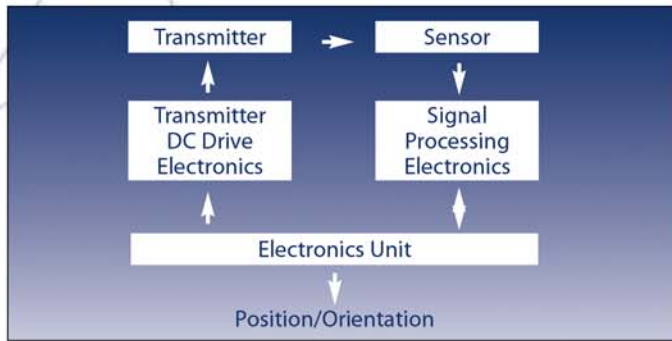 Transmitter
Sensor
Transmitter
DC Drive
Electronics
Signal
Processing
Electronics
Electronics Unit
Position/Orientation